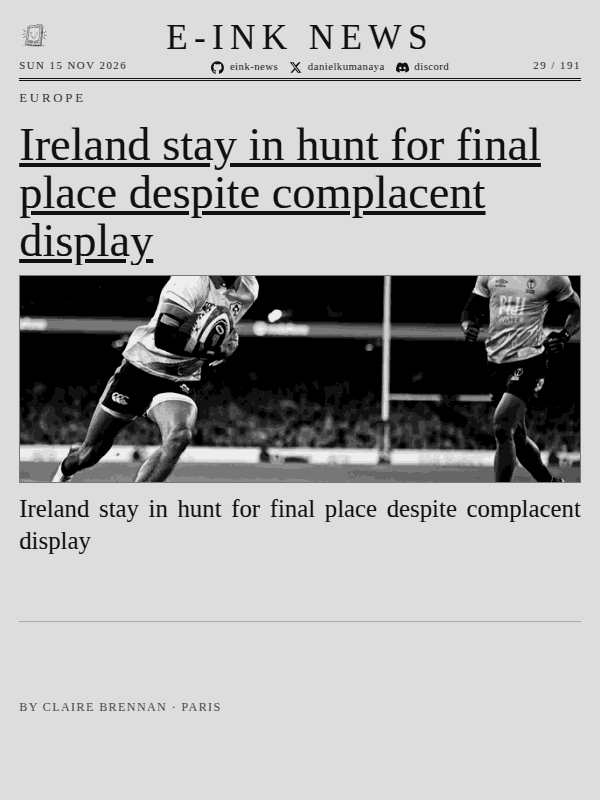 E-INK NEWS
SUN 15 NOV 2026
eink-news danielkumanaya discord
29 / 191
EUROPE
Ireland stay in hunt for final
place despite complacent
display
FIJI
Ireland stay in hunt for final place despite complacent
display
BY CLAIRE BRENNAN · PARIS